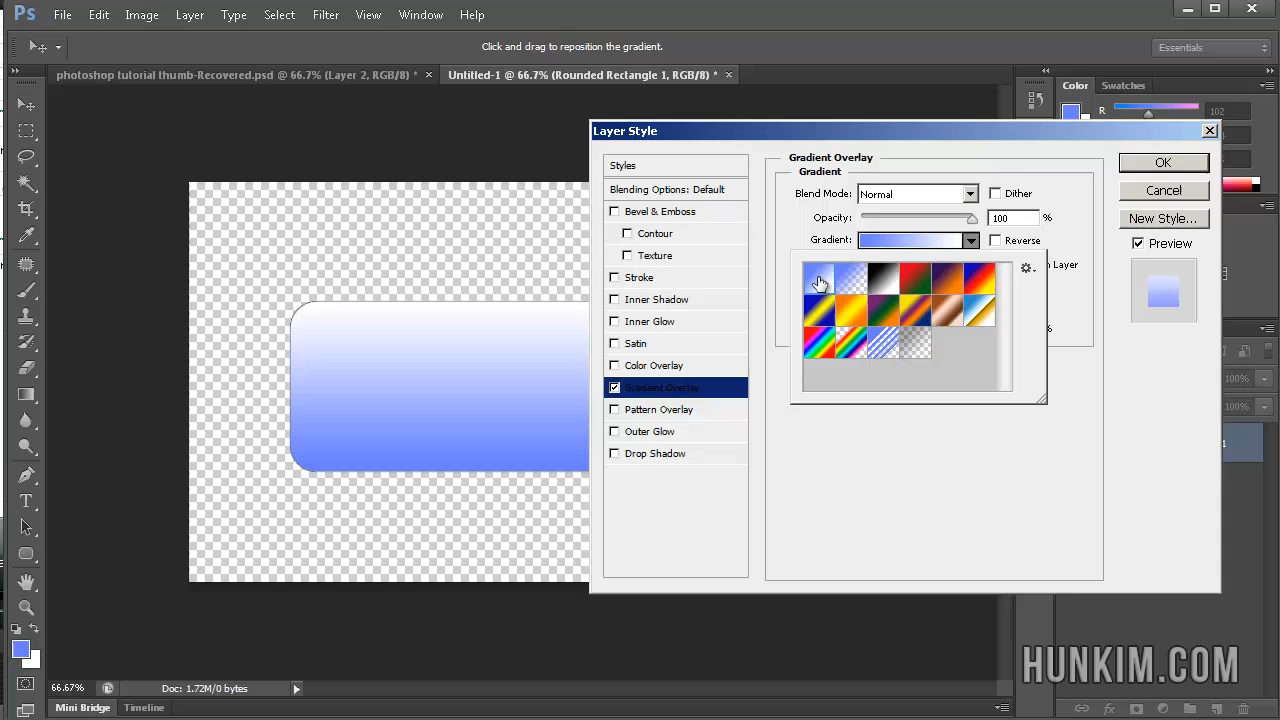 Ps File Edit Image Layer Type Select Filter View Window Help
Click and drag to reposition the gradient.
Essentials
photoshop tutorial thumb-Recovered.psd @ 66.7% (Layer 2, RGB/8) *
Untitled-1 @ 66.7% (Rounded Rectangle 1, RGB/8) *
Color Swatches
R 102
Layer Style
Styles
Blending Options: Default
Bevel & Emboss
Contour
Texture
Stroke
Inner Shadow
Inner Glow
Satin
Color Overlay
Gradient Overlay
Pattern Overlay
Outer Glow
Drop Shadow
Gradient Overlay
Gradient
Blend Mode: Normal Dither
Opacity: 100 %
Gradient: Reverse
Layer
%
OK
Cancel
New Style...
Preview
100%
100%
1
66.67% Doc: 1.72M/0 bytes
Mini Bridge Timeline
fx
HUNKIM.COM